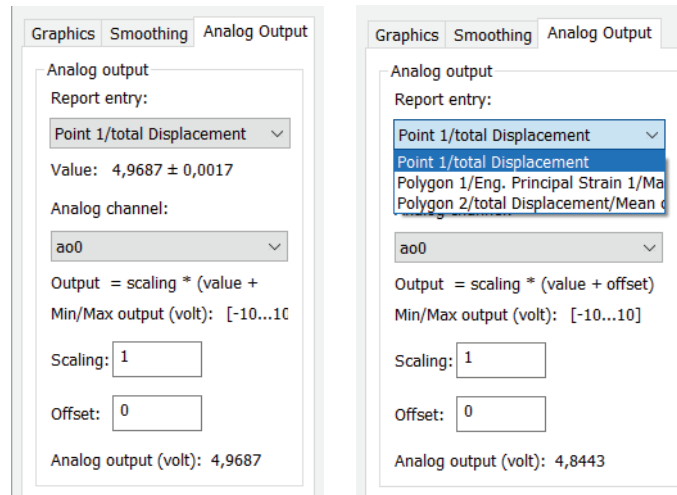 Graphics Smoothing Analog Output
Analog output
Report entry:
Point 1/total Displacement
Value: 4,9687 ± 0,0017
Analog channel:
ao0
Output = scaling * (value +
Min/Max output (volt): [-10...10
Scaling: 1
Offset: 0
Analog output (volt): 4,9687
Graphics Smoothing Analog Output
Analog output
Report entry:
Point 1/total Displacement
Point 1/total Displacement
Polygon 1/Eng. Principal Strain 1/Ma
Polygon 2/total Displacement/Mean
ao0
Output = scaling * (value + offset)
Min/Max output (volt): [-10...10]
Scaling: 1
Offset: 0
Analog output (volt): 4,8443